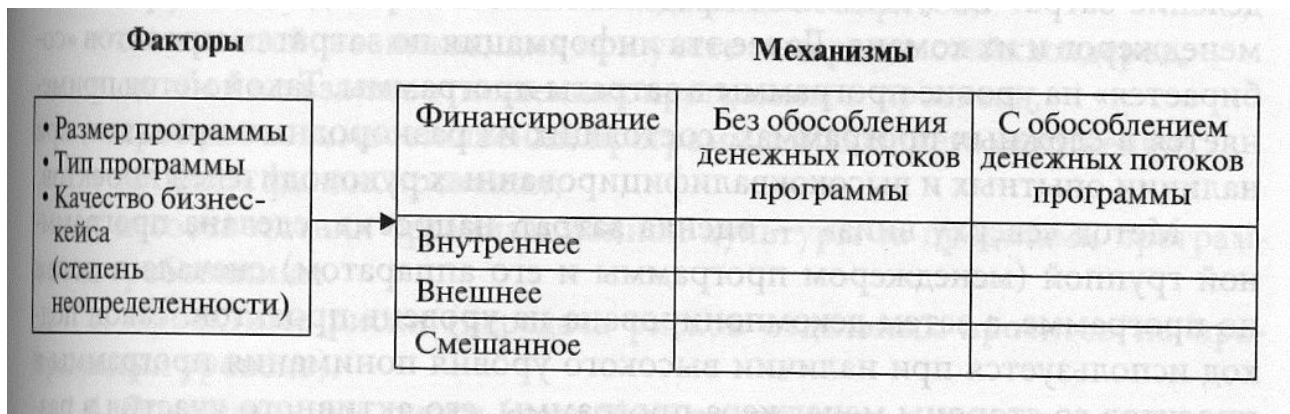 Факторы
Механизмы
• Размер программы
• Тип программы
• Качество бизнес-
кейса
(степень
неопределенности)
Финансирование
Без обособления
денежных потоков
программы
С обособлением
денежных потоков
программы
Внутреннее
Внешнее
Смешанное